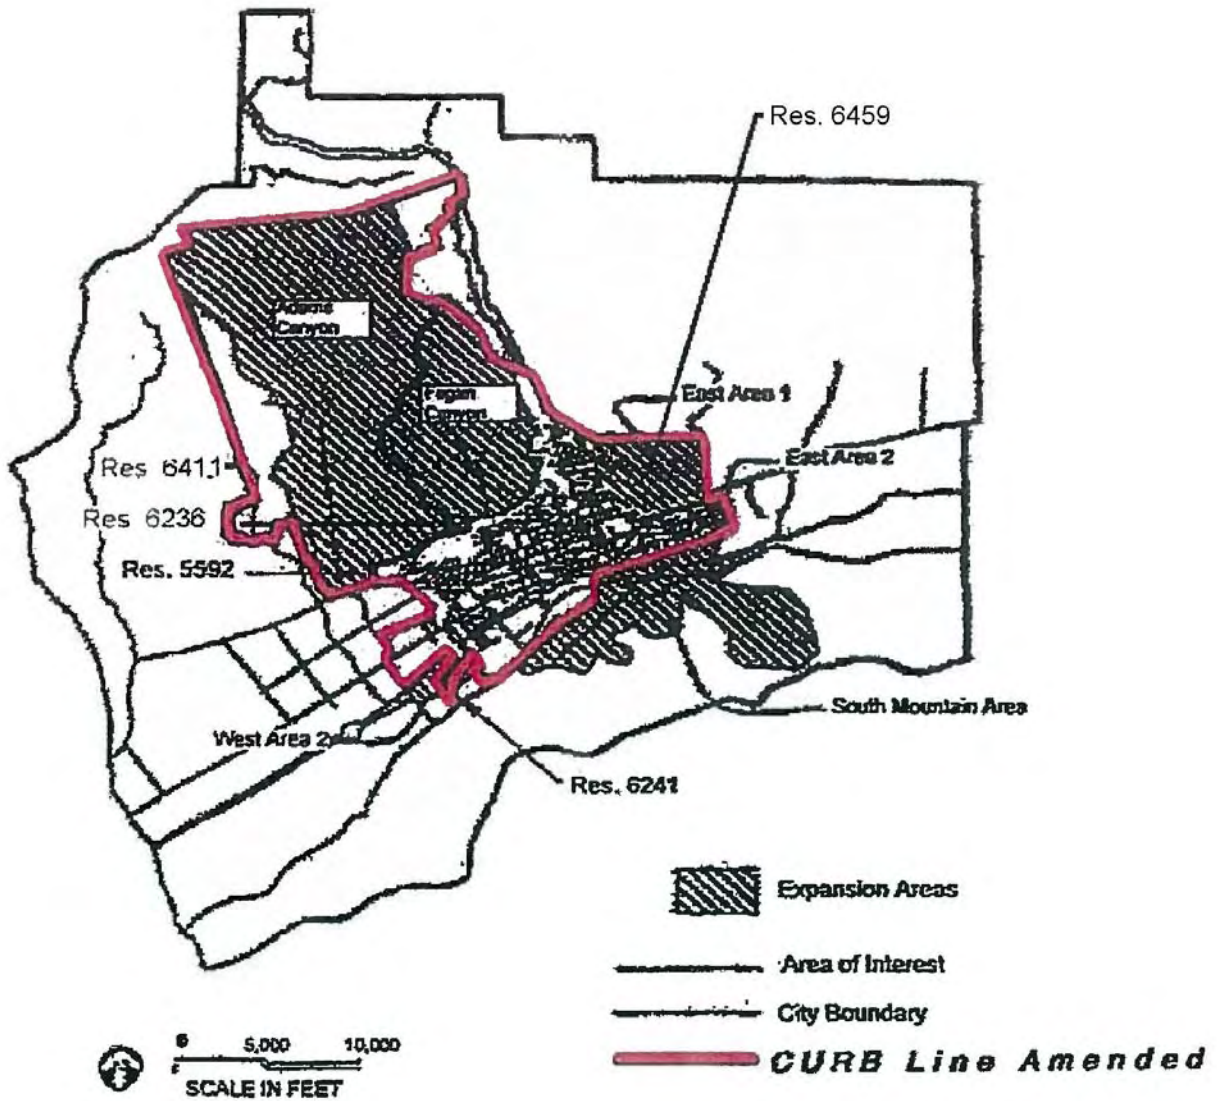 Res. 6459
Adams
Canyon
East Area 1
Fagan
Canyon
East Area 2
Res 6411
Res 6236
Res. 5592
South Mountain Area
West Area 2
Res. 6241
Expansion Areas
Area of Interest
0 5,000 10,000
City Boundary
SCALE IN FEET
CURB Line Amended